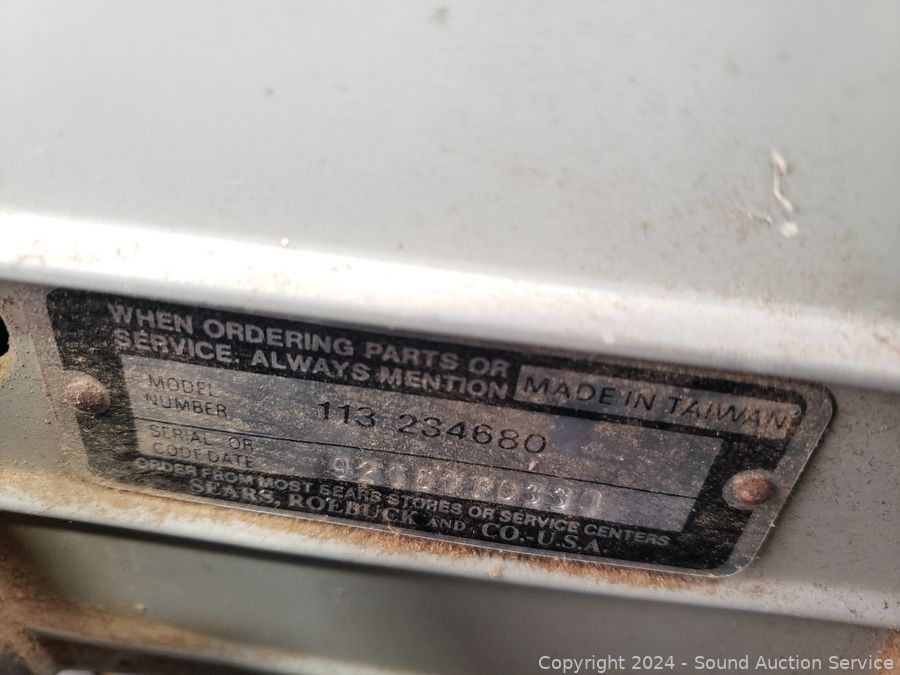 WHEN ORDERING PARTS OR
SERVICE, ALWAYS MENTION
MADE IN TAIWAN
MODEL
NUMBER
113 234680
SERIAL OR
CODE DATE
ORDER FROM MOST SEARS STORES OR SERVICE CENTERS
SEARS, ROEBUCK AND CO.-U.S.A.
Copyright © 2024 - Sound Auction Service